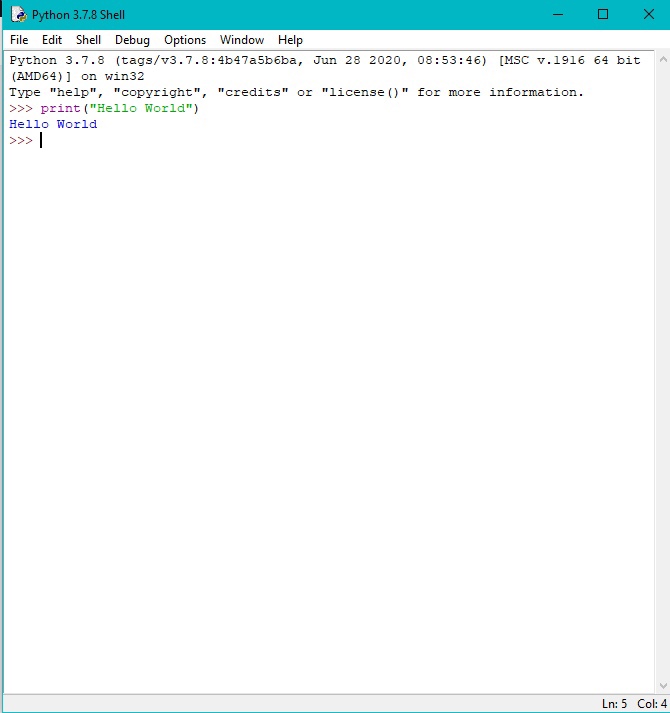 Python 3.7.8 Shell
File Edit Shell Debug Options Window Help
Python 3.7.8 (tags/v3.7.8:4b47a5b6ba, Jun 28 2020, 08:53:46) [MSC v.1916 64 bit
(AMD64)] on win32
Type "help", "copyright", "credits" or "license()" for more information.
>>> print("Hello World")
Hello World
>>>
Ln: 5 Col: 4